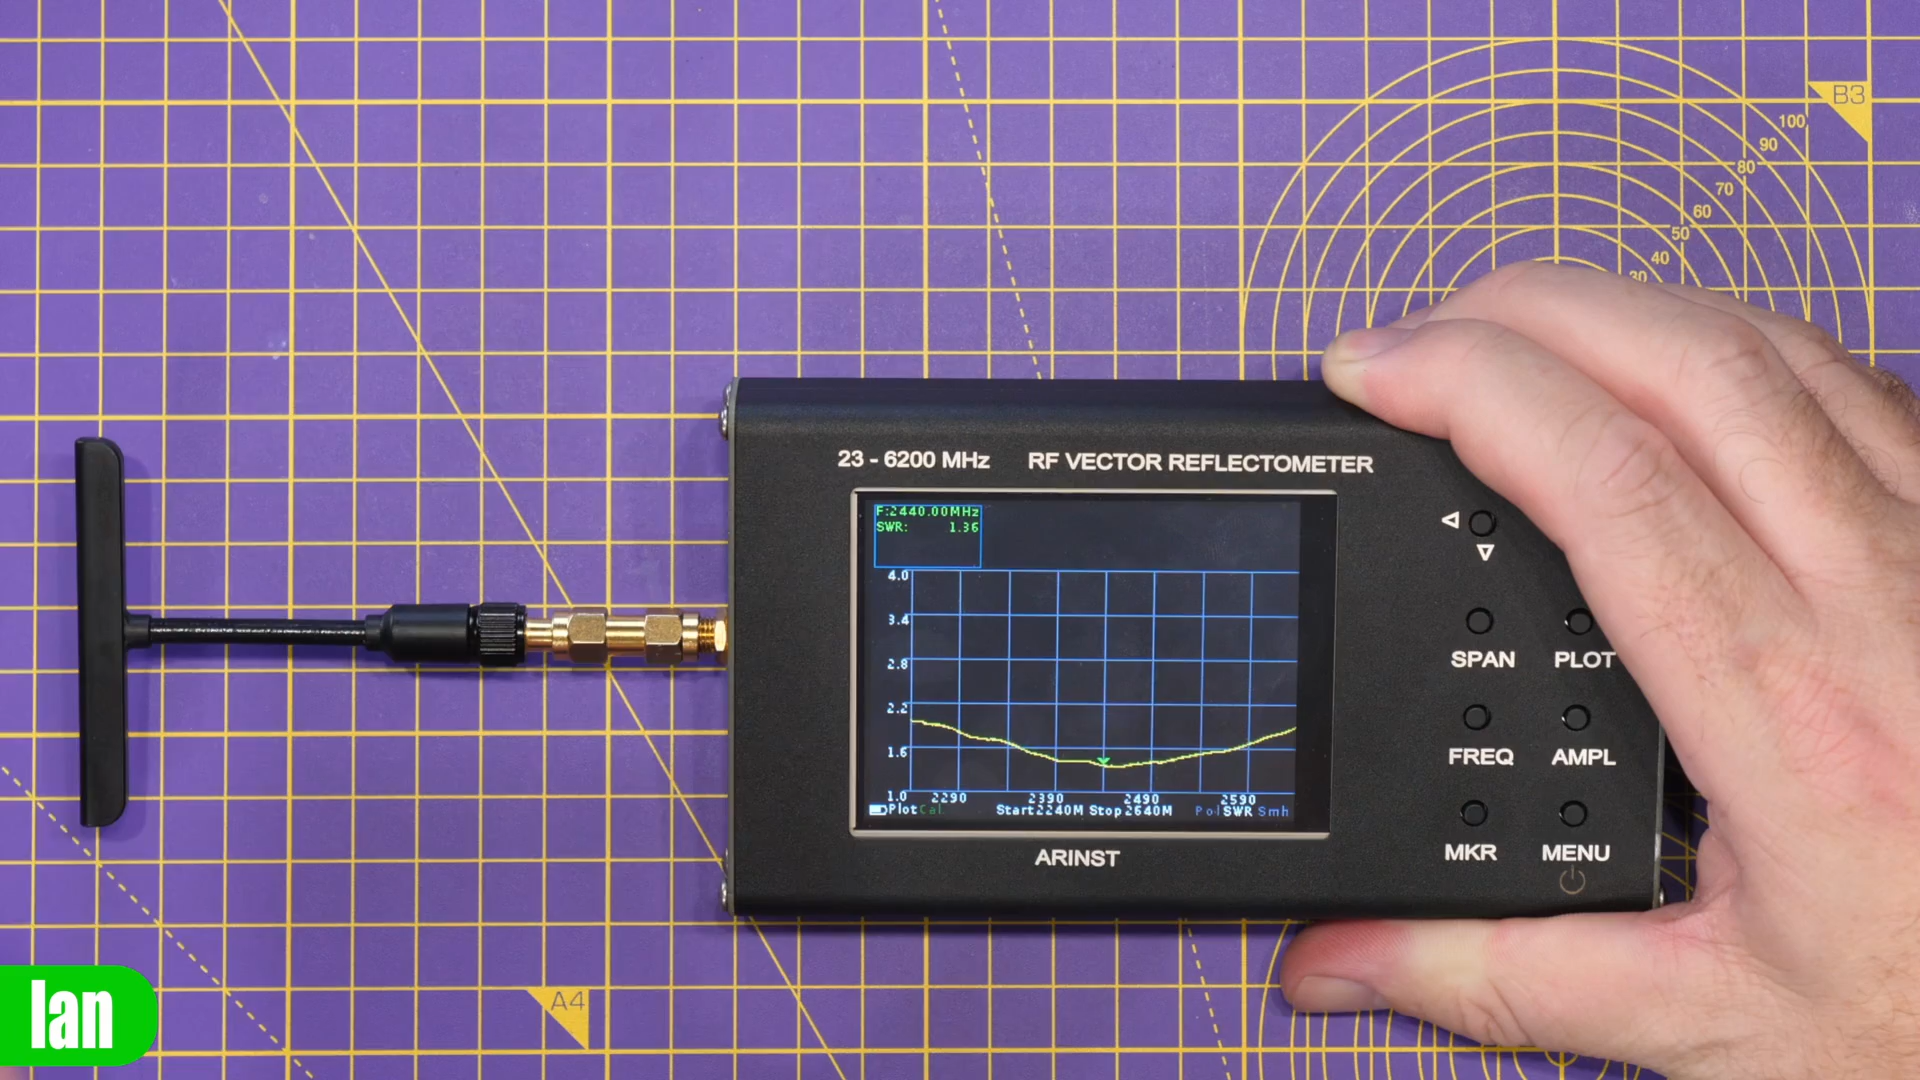 B3
100
90
80
70
60
50
40
30
23 - 6200 MHz RF VECTOR REFLECTOMETER
F:2440.00MHz
SWR: 1.36
4.0
3.4
2.8
2.2
1.6
1.0
2290 2390 2490 2590
Plot Cal Start2240M Stop2640M Pol SWR Smh
ARINST
SPAN PLOT
FREQ AMPL
MKR MENU
A4
Ian